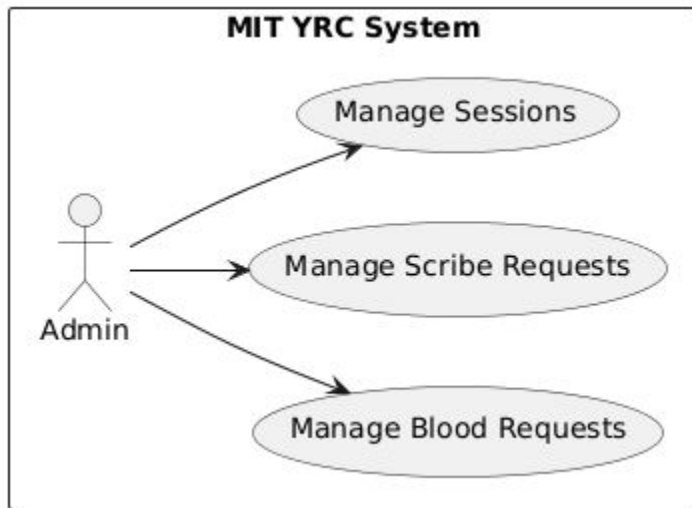 MIT YRC System
Manage Sessions
Manage Scribe Requests
Admin
Manage Blood Requests